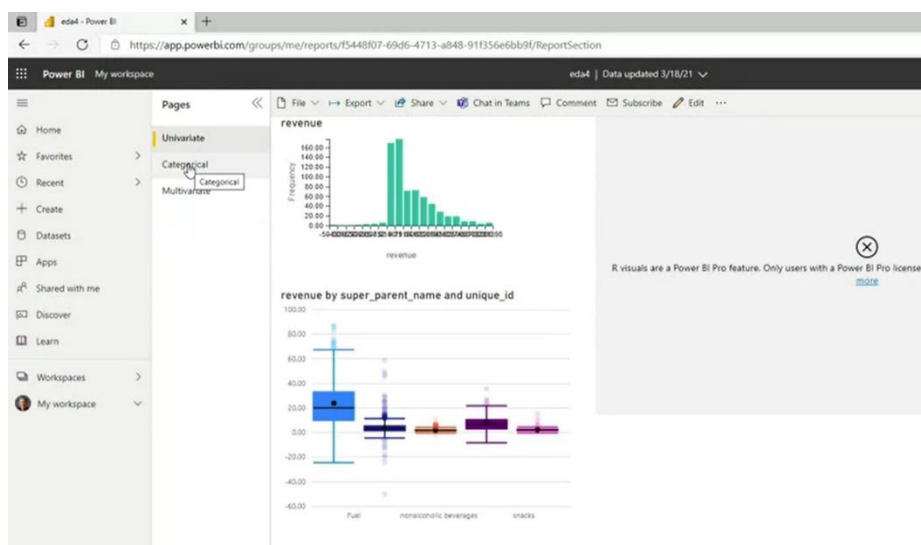 eda4 - Power BI
https://app.powerbi.com/groups/me/reports/f5448f07-69d6-4713-a848-91f356e6bb9f/ReportSection
Power BI My workspace
eda4 | Data updated 3/18/21
Pages
File Export Share Chat in Teams Comment Subscribe Edit ...
Home
Favorites
Recent
Create
Datasets
Apps
Shared with me
Discover
Learn
Workspaces
My workspace
Univariate
Categorical
Categorical
Multivariate
revenue
Frequency
160.00
140.00
120.00
100.00
80.00
60.00
40.00
20.00
0.00
revenue
R visuals are a Power BI Pro feature. Only users with a Power BI Pro license
more
revenue by super_parent_name and unique_id
100.00
80.00
60.00
40.00
20.00
0.00
-20.00
-40.00
-60.00
Fuel nonalcoholic beverages snacks